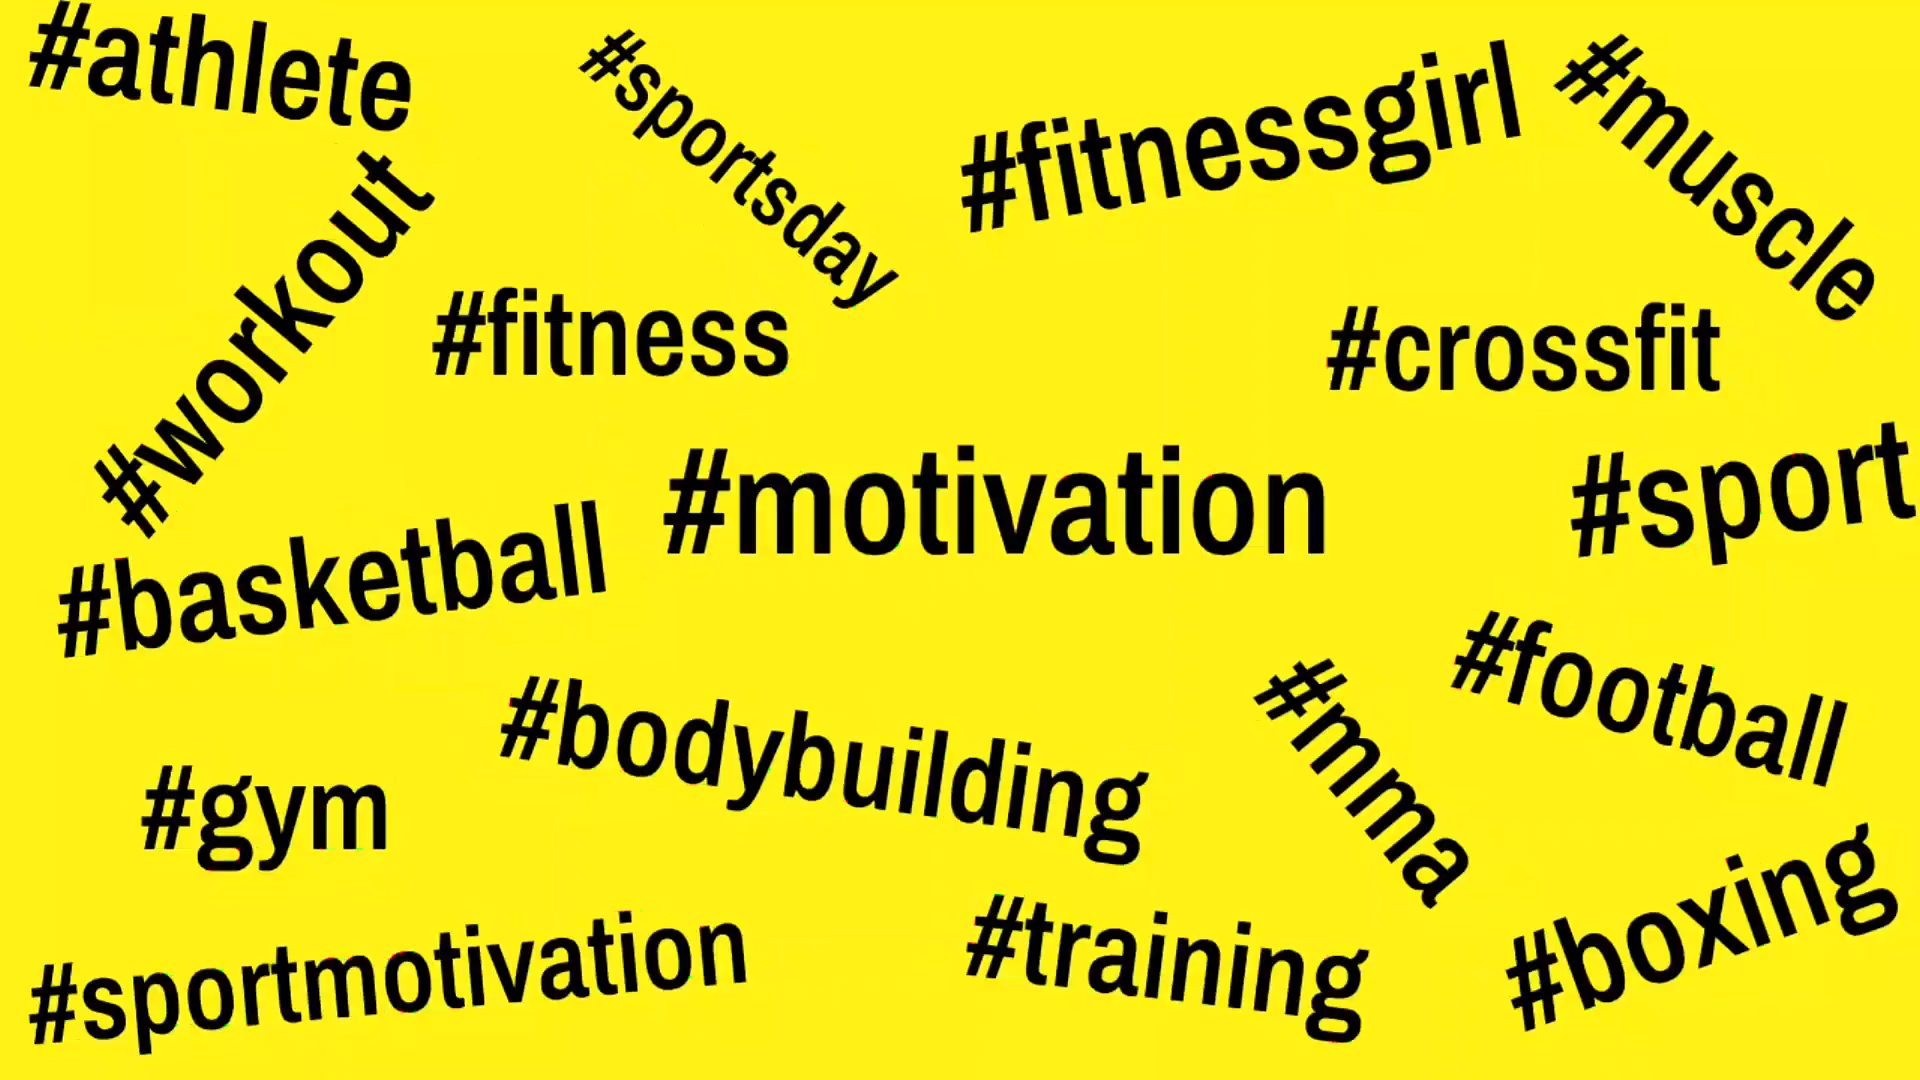 #athlete
#sportsday
#fitnessgirl
#muscle
#workout
#fitness
#crossfit
#motivation
#sport
#basketball
#football
#bodybuilding
#mma
#gym
#boxing
#sportmotivation
#training